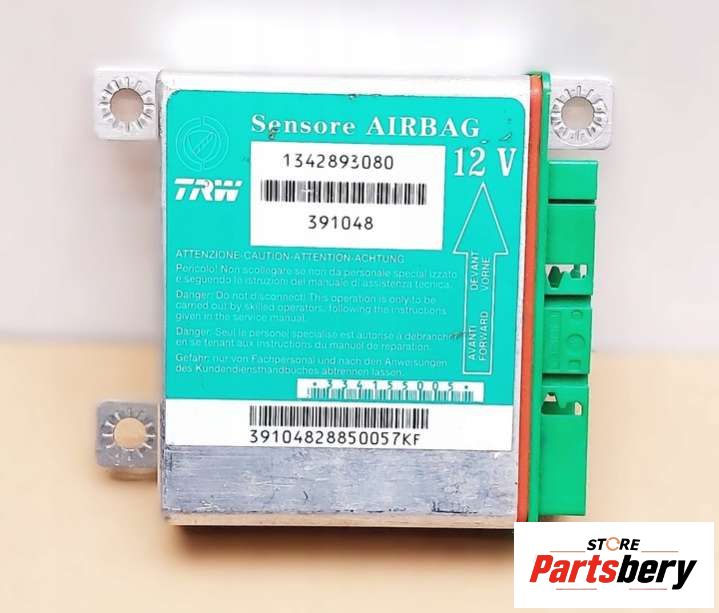 Sensore AIRBAG
1342893080
12 V
TRW
391048
ATTENZIONE-CAUTION-ATTENTION-ACHTUNG
Pericolo! Non scollegare se non da personale specializzato
e seguendo le istruzioni del manuale di assistenza tecnica.
Danger: Do not disconnect! This operation is only to be
carried out by skilled operators, following the instructions
given in the service manual.
Danger: Seul le personel specialise est autorise à debrancher
en se tenant aux instructions du manuel de reparation.
Gefahr: nur von Fachpersonal und nach den Anweisungen
des Kundendiensthandbuches abtrennen lassen.
AVANTI DEVANT
FORWARD VORNE
.334155005.
39104828850057KF
STORE
Partsbery